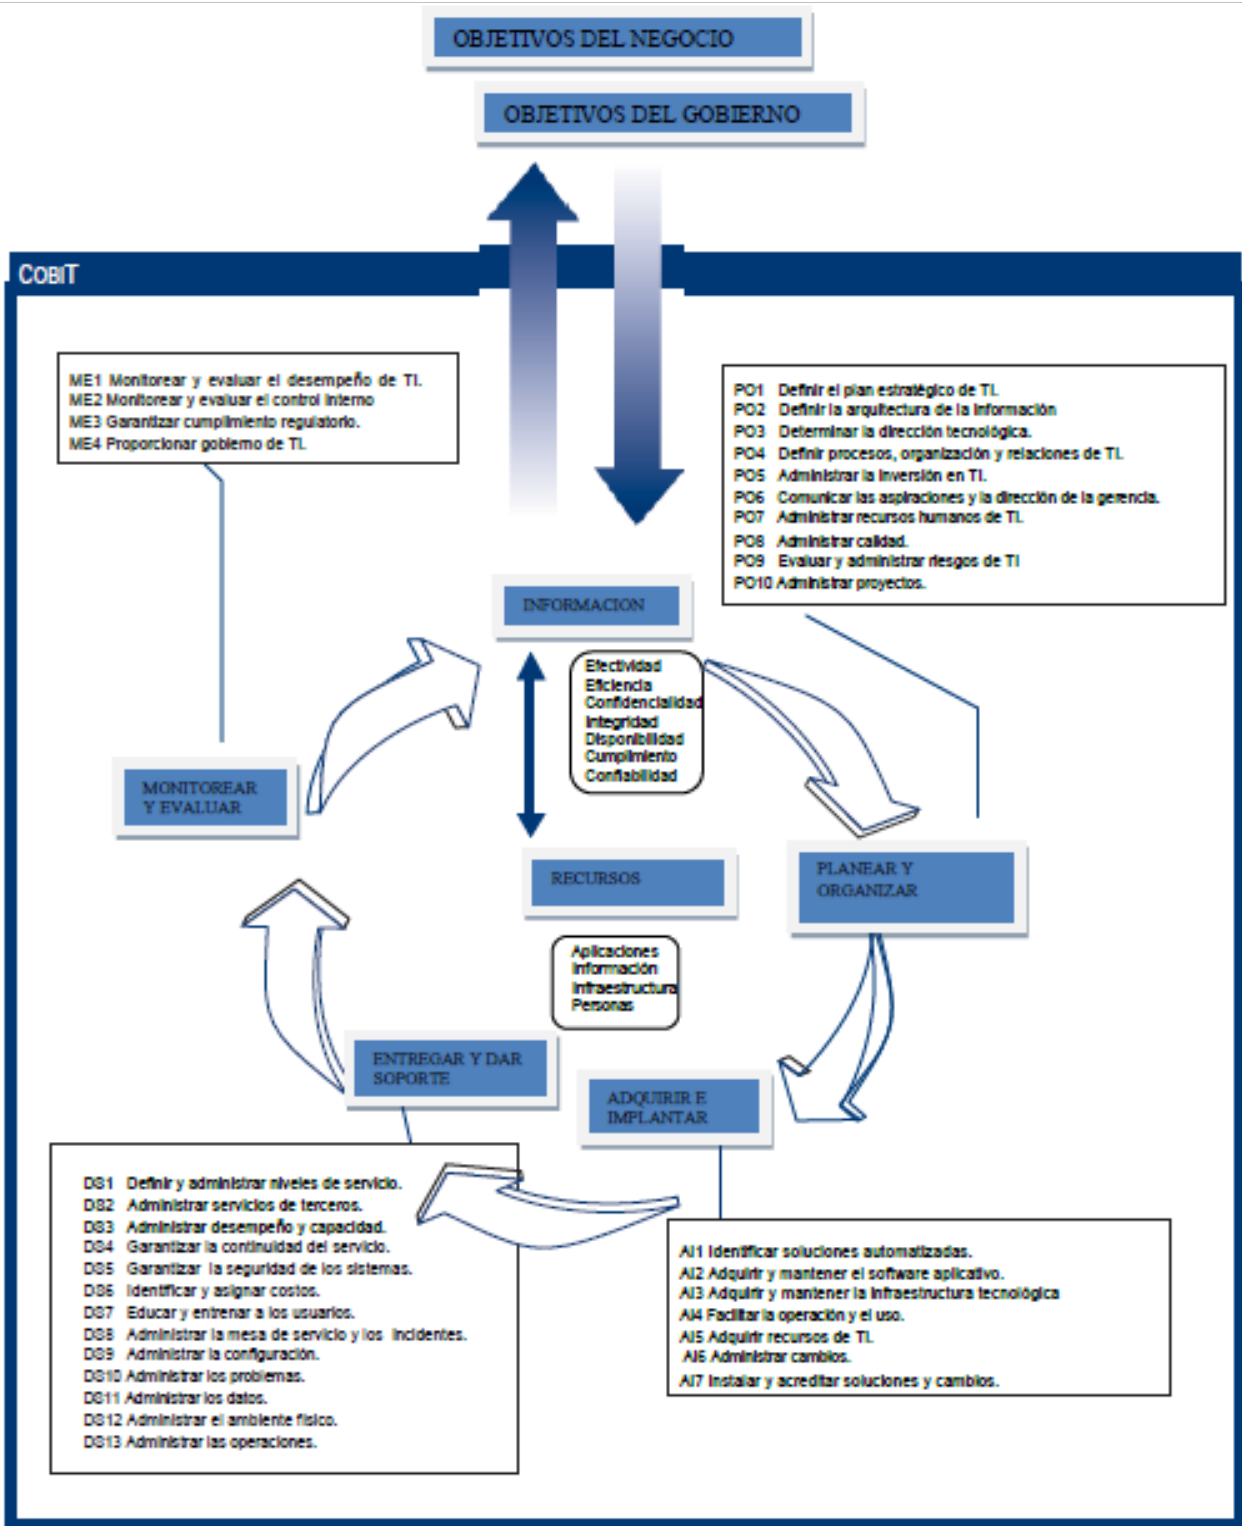 OBJETIVOS DEL NEGOCIO
OBJETIVOS DEL GOBIERNO
COBIT
ME1 Monitorear y evaluar el desempeño de TI.
ME2 Monitorear y evaluar el control Interno
ME3 Garantizar cumplimiento regulatorio.
ME4 Proporcionar gobierno de TI.
PO1 Definir el plan estratégico de TI.
PO2 Definir la arquitectura de la Información
PO3 Determinar la dirección tecnológica.
PO4 Definir procesos, organización y relaciones de TI.
PO5 Administrar la Inversión en TI.
PO6 Comunicar las aspiraciones y la dirección de la gerencia.
PO7 Administrar recursos humanos de TI.
PO8 Administrar calidad.
PO9 Evaluar y administrar riesgos de TI
PO10 Administrar proyectos.
INFORMACION
Efectividad
Eficiencia
Confidencialidad
Integridad
Disponibilidad
Cumplimiento
Confiabilidad
MONITOREAR
Y EVALUAR
RECURSOS
PLANEAR Y
ORGANIZAR
Aplicaciones
Información
Infraestructura
Personas
ENTREGAR Y DAR
SOPORTE
ADQUIRIR E
IMPLANTAR
DS1 Definir y administrar niveles de servicio.
DS2 Administrar servicios de terceros.
DS3 Administrar desempeño y capacidad.
DS4 Garantizar la continuidad del servicio.
DS5 Garantizar la seguridad de los sistemas.
DS6 Identificar y asignar costos.
DS7 Educar y entrenar a los usuarios.
DS8 Administrar la mesa de servicio y los Incidentes.
DS9 Administrar la configuración.
DS10 Administrar los problemas.
DS11 Administrar los datos.
DS12 Administrar el ambiente físico.
DS13 Administrar las operaciones.
AI1 Identificar soluciones automatizadas.
AI2 Adquirir y mantener el software aplicativo.
AI3 Adquirir y mantener la Infraestructura tecnológica
AI4 Facilitar la operación y el uso.
AI5 Adquirir recursos de TI.
AI6 Administrar cambios.
AI7 Instalar y acreditar soluciones y cambios.